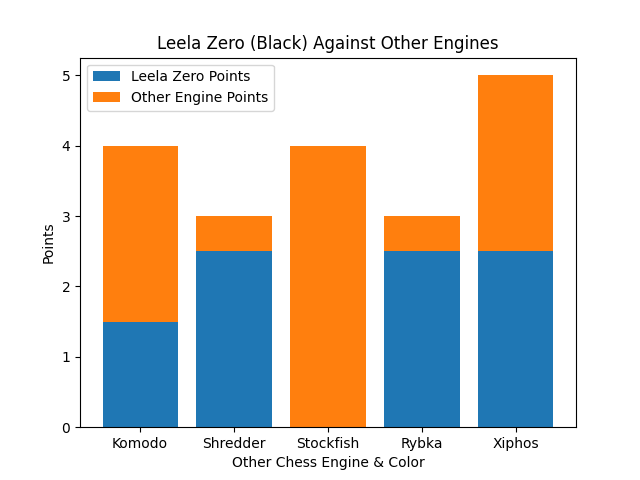 Leela Zero (Black) Against Other Engines
Leela Zero Points
Other Engine Points
5
4
3
2
1
0
Points
Komodo Shredder Stockfish Rybka Xiphos
Other Chess Engine & Color